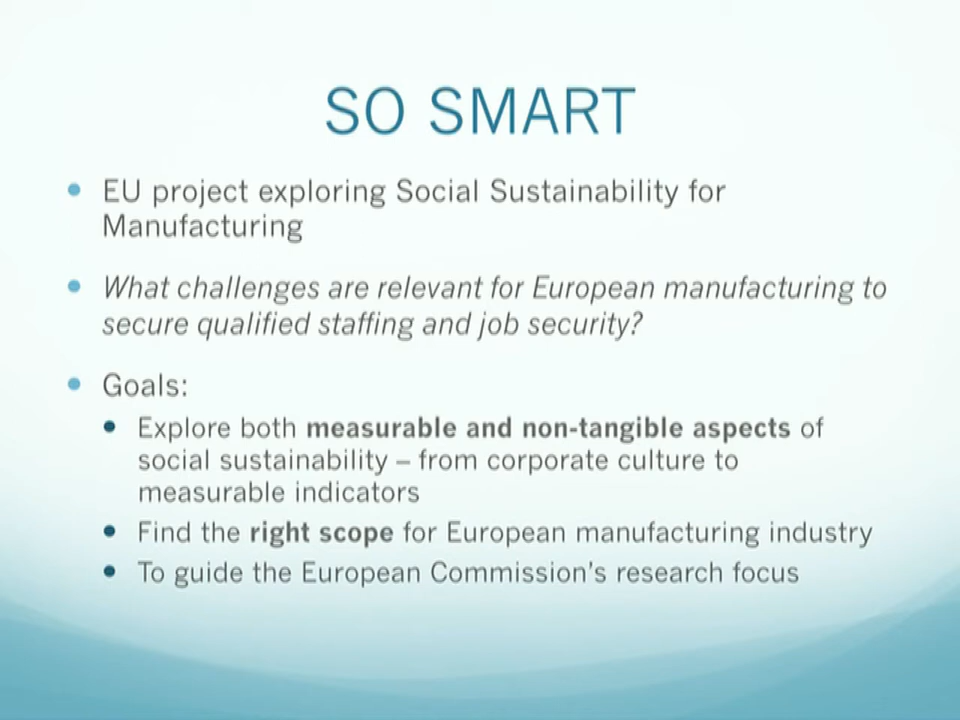 SO SMART
• EU project exploring Social Sustainability for
Manufacturing
• What challenges are relevant for European manufacturing to
secure qualified staffing and job security?
• Goals:
• Explore both measurable and non-tangible aspects of
social sustainability – from corporate culture to
measurable indicators
• Find the right scope for European manufacturing industry
• To guide the European Commission's research focus